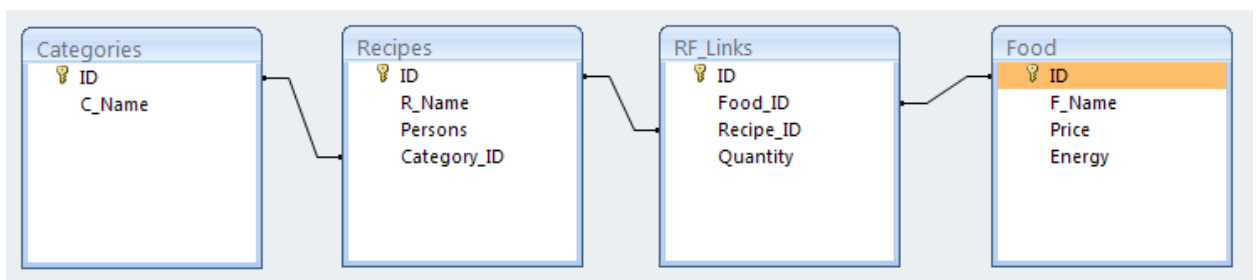 Categories
ID
C_Name
Recipes
ID
R_Name
Persons
Category_ID
RF_Links
ID
Food_ID
Recipe_ID
Quantity
Food
ID
F_Name
Price
Energy